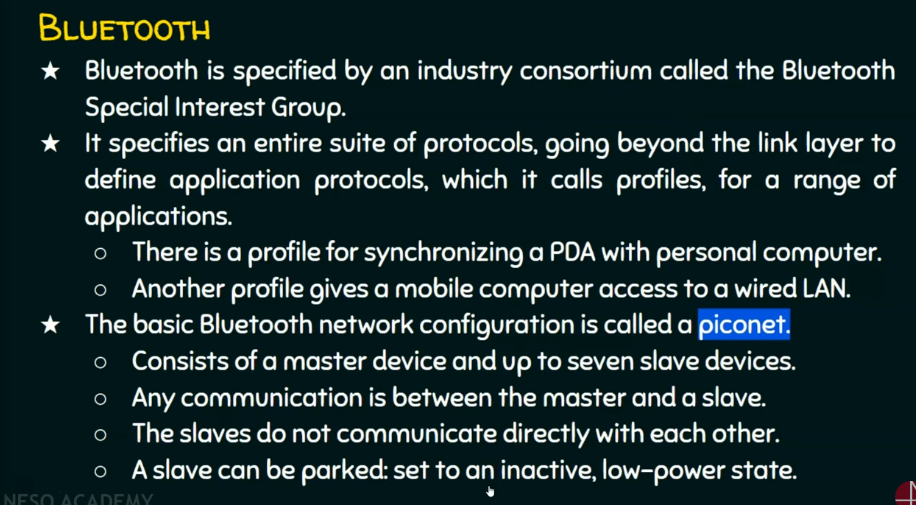 BLUETOOTH
★ Bluetooth is specified by an industry consortium called the Bluetooth
Special Interest Group.
★ It specifies an entire suite of protocols, going beyond the link layer to
define application protocols, which it calls profiles, for a range of
applications.
○ There is a profile for synchronizing a PDA with personal computer.
○ Another profile gives a mobile computer access to a wired LAN.
★ The basic Bluetooth network configuration is called a piconet.
○ Consists of a master device and up to seven slave devices.
○ Any communication is between the master and a slave.
○ The slaves do not communicate directly with each other.
○ A slave can be parked: set to an inactive, low-power state.
NESO ACADEMY